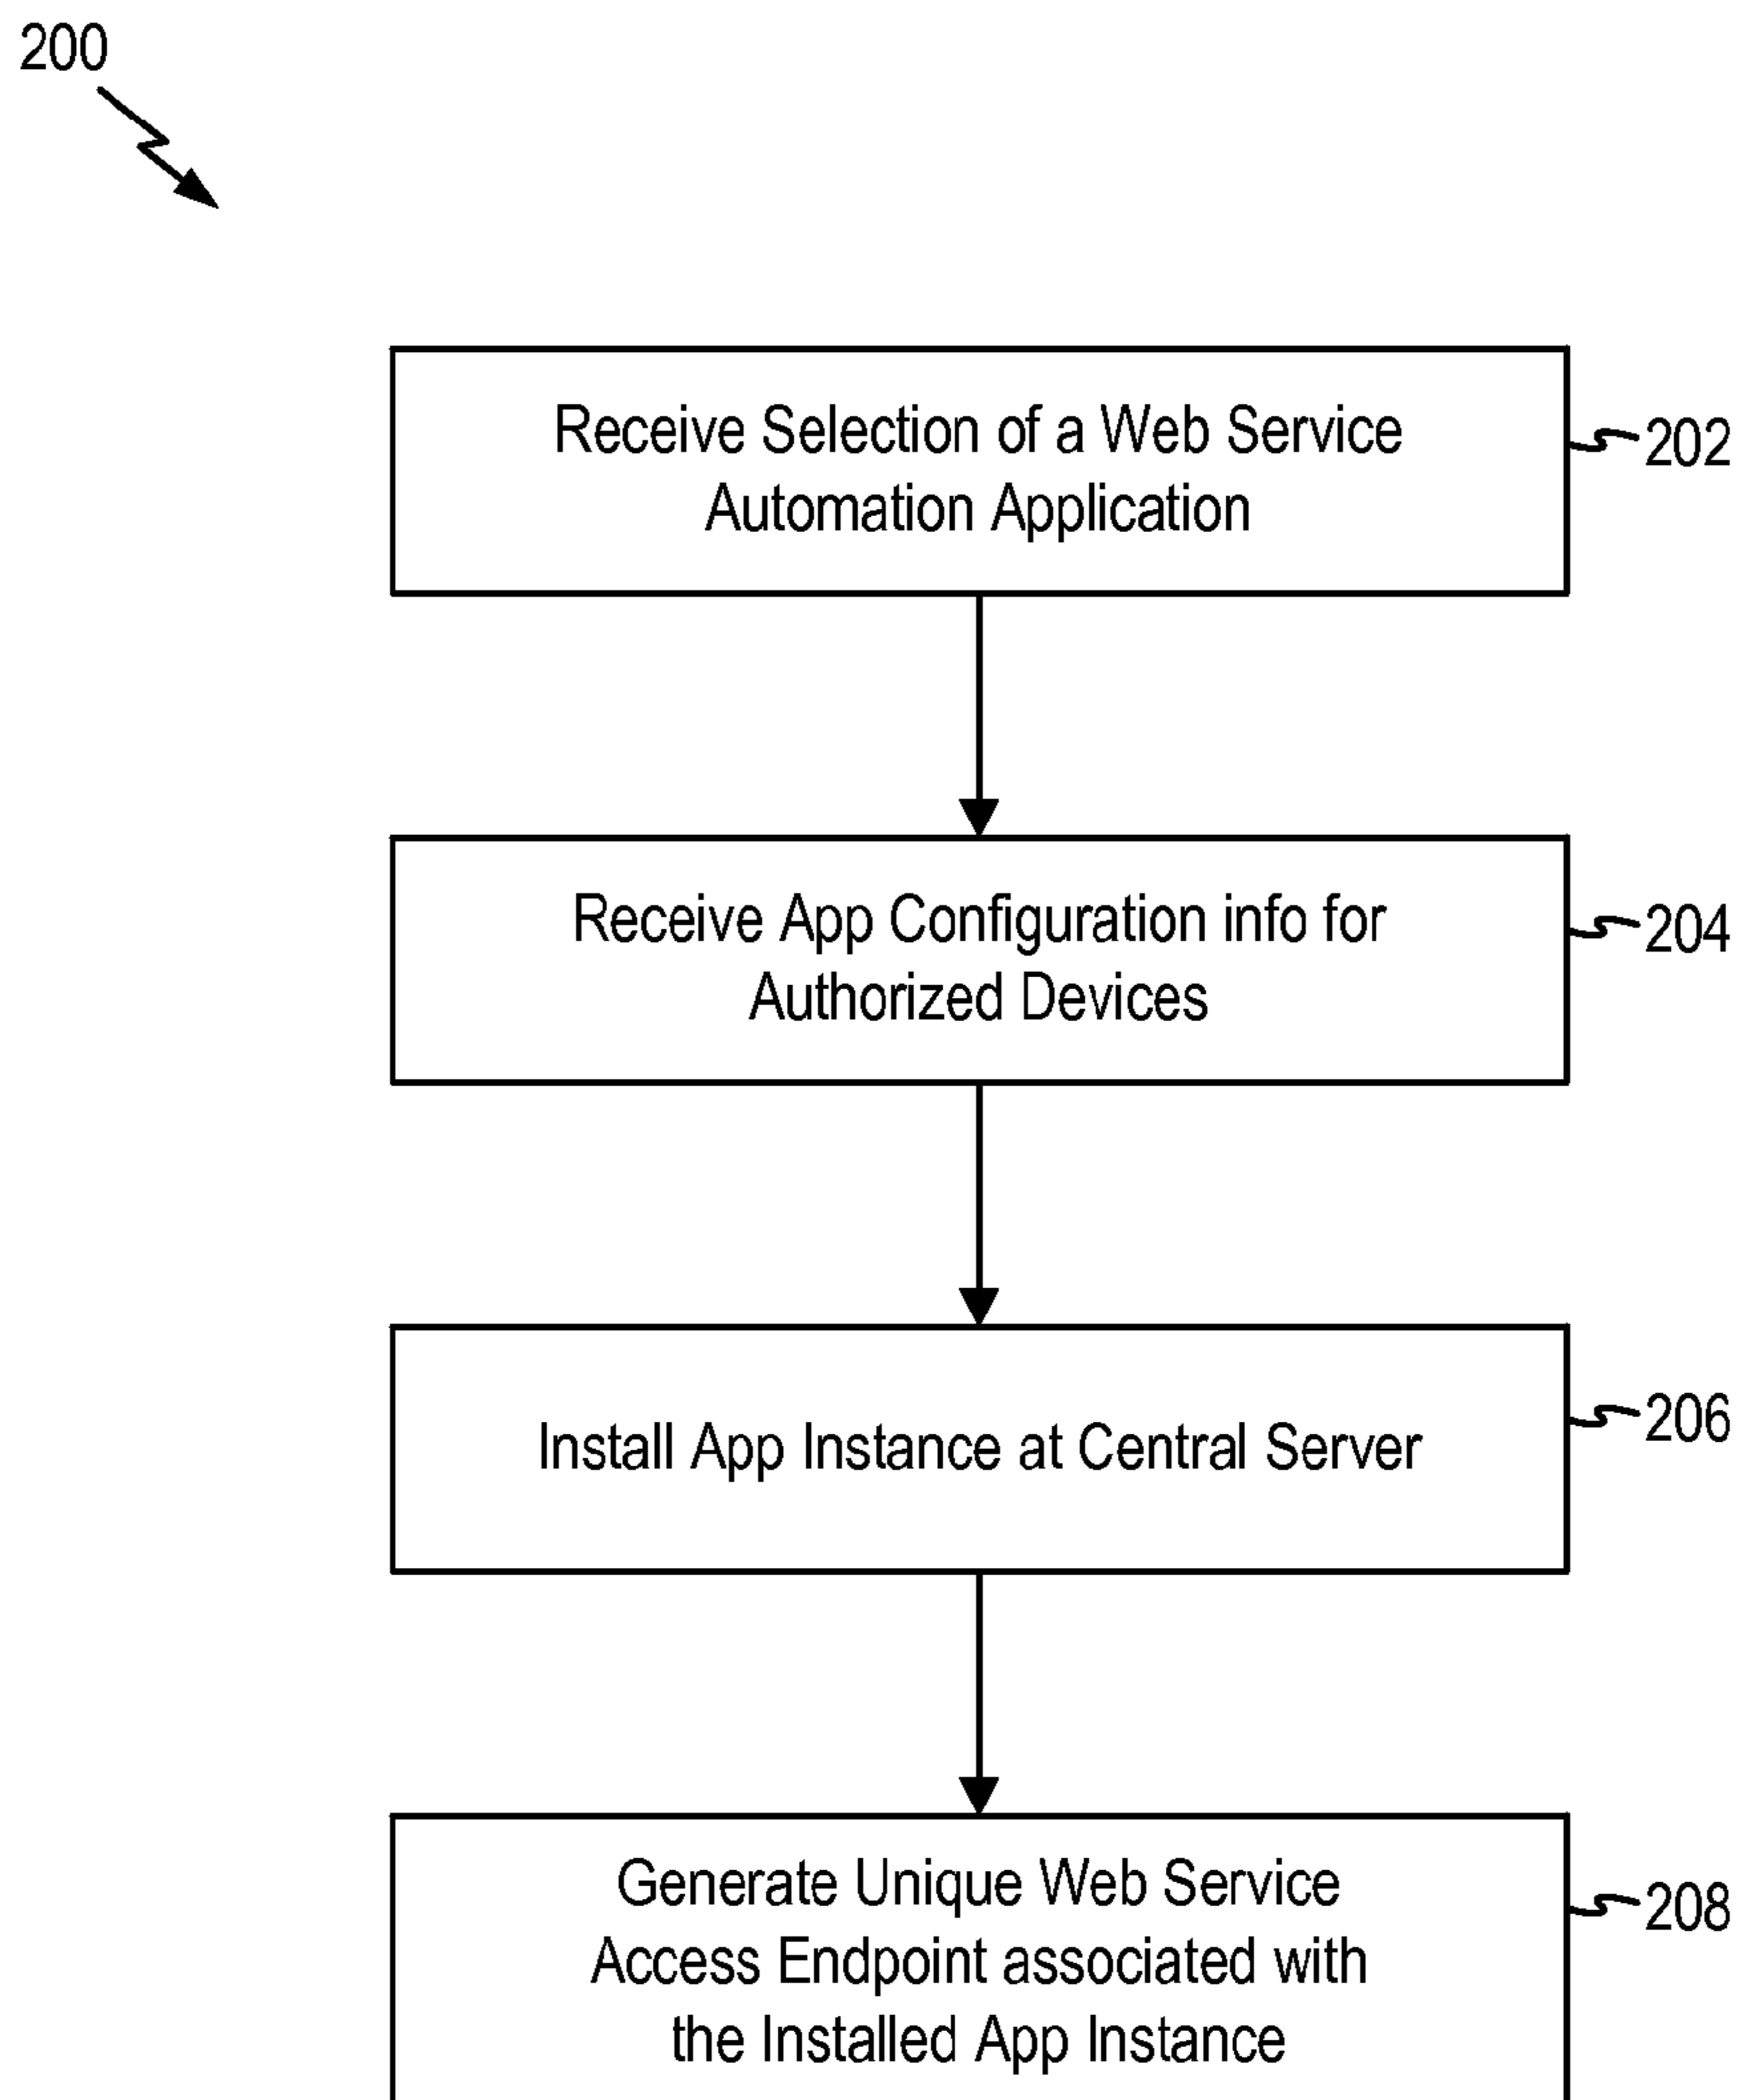 200
Receive Selection of a Web Service
Automation Application
202
Receive App Configuration info for
Authorized Devices
204
Install App Instance at Central Server
206
Generate Unique Web Service
Access Endpoint associated with
the Installed App Instance
208